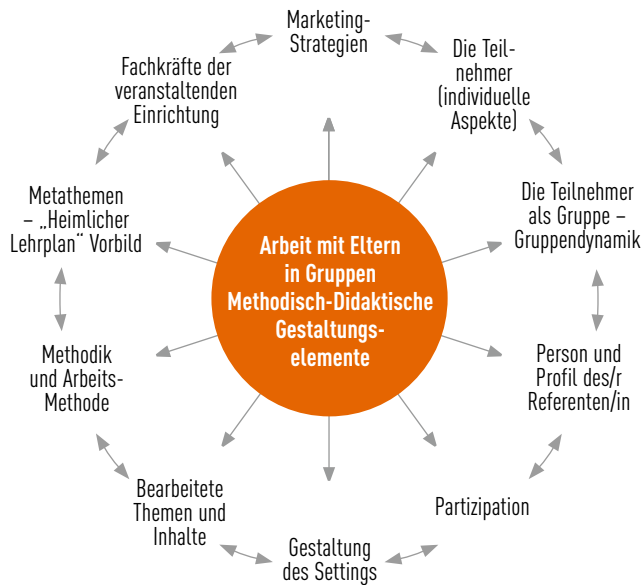 Marketing-
Strategien
Die Teil-
nehmer
(individuelle
Aspekte)
Die Teilnehmer
als Gruppe –
Gruppendynamik
Person und
Profil des/r
Referenten/in
Partizipation
Gestaltung
des Settings
Bearbeitete
Themen und
Inhalte
Methodik
und Arbeits-
Methode
Metathemen
– „Heimlicher
Lehrplan“ Vorbild
Fachkräfte der
veranstaltenden
Einrichtung
Arbeit mit Eltern
in Gruppen
Methodisch-Didaktische
Gestaltungs-
elemente